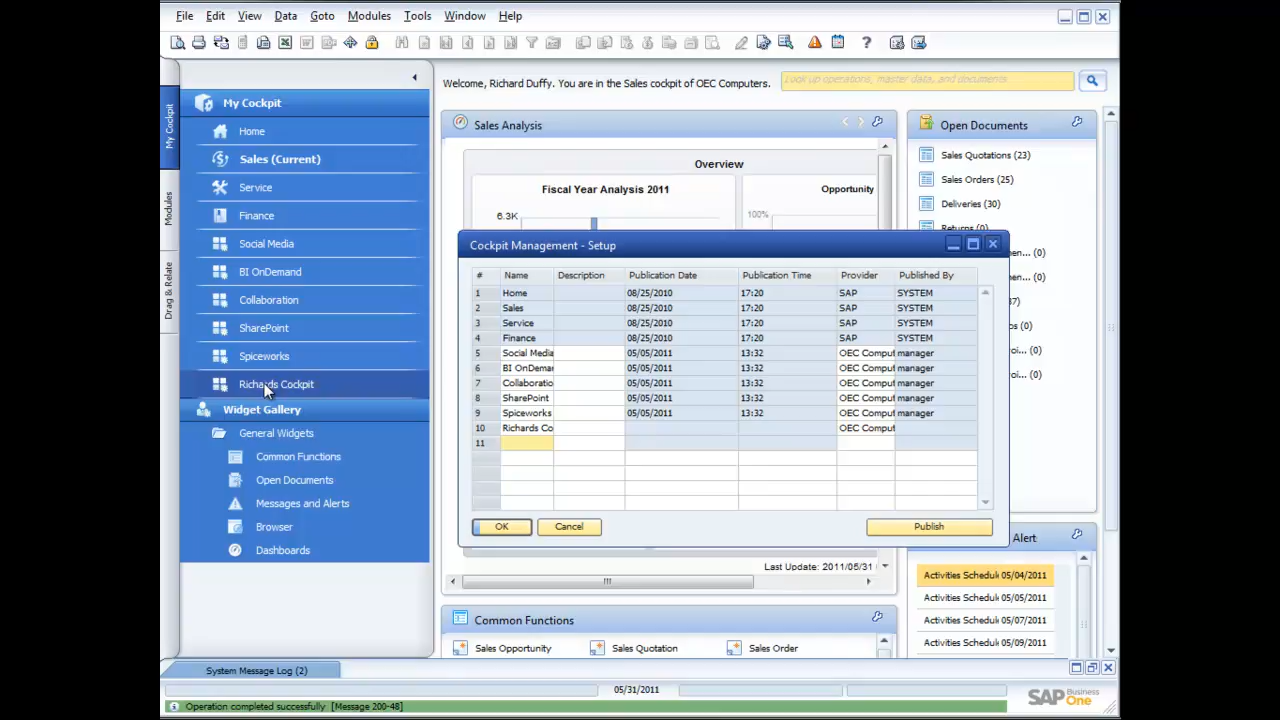 File Edit View Data Goto Modules Tools Window Help
My Cockpit
Modules
Drag & Relate
My Cockpit
Home
Sales (Current)
Service
Finance
Social Media
BI OnDemand
Collaboration
SharePoint
Spiceworks
Richards Cockpit
Widget Gallery
General Widgets
Common Functions
Open Documents
Messages and Alerts
Browser
Dashboards
Welcome, Richard Duffy. You are in the Sales cockpit of OEC Computers.
Look up operations, master data, and documents
Sales Analysis
Overview
Fiscal Year Analysis 2011
6.3K
Opportunity
100%
Open Documents
Sales Quotations (23)
Sales Orders (25)
Deliveries (30)
Returns (0)
men... (0)
en... (0)
37)
os (0)
roi... (0)
oi... (0)
Cockpit Management - Setup
# Name Description Publication Date Publication Time Provider Published By
1 Home 08/25/2010 17:20 SAP SYSTEM
2 Sales 08/25/2010 17:20 SAP SYSTEM
3 Service 08/25/2010 17:20 SAP SYSTEM
4 Finance 08/25/2010 17:20 SAP SYSTEM
5 Social Media 05/05/2011 13:32 OEC Comput manager
6 BI OnDema 05/05/2011 13:32 OEC Comput manager
7 Collaboratio 05/05/2011 13:32 OEC Comput manager
8 SharePoint 05/05/2011 13:32 OEC Comput manager
9 Spiceworks 05/05/2011 13:32 OEC Comput manager
10 Richards Co OEC Comput
11
OK Cancel Publish
Last Update: 2011/05/31
Alert
Activities Schedul 05/04/2011
Activities Schedul 05/05/2011
Activities Schedul 05/07/2011
Activities Schedul 05/09/2011
Common Functions
Sales Opportunity Sales Quotation Sales Order
System Message Log (2)
05/31/2011
Operation completed successfully [Message 200-48]
SAP Business One